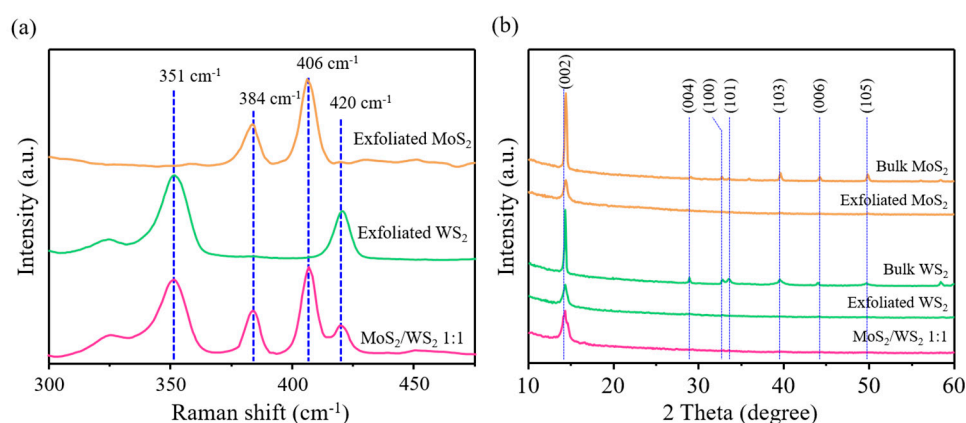 (a)
351 cm⁻¹
384 cm⁻¹
406 cm⁻¹
420 cm⁻¹
Exfoliated MoS₂
Exfoliated WS₂
MoS₂/WS₂ 1:1
Intensity (a.u.)
300
350
400
450
Raman shift (cm⁻¹)
(b)
(002)
(004)
(100)
(101)
(103)
(006)
(105)
Bulk MoS₂
Exfoliated MoS₂
Bulk WS₂
Exfoliated WS₂
MoS₂/WS₂ 1:1
Intensity (a.u.)
10
20
30
40
50
60
2 Theta (degree)